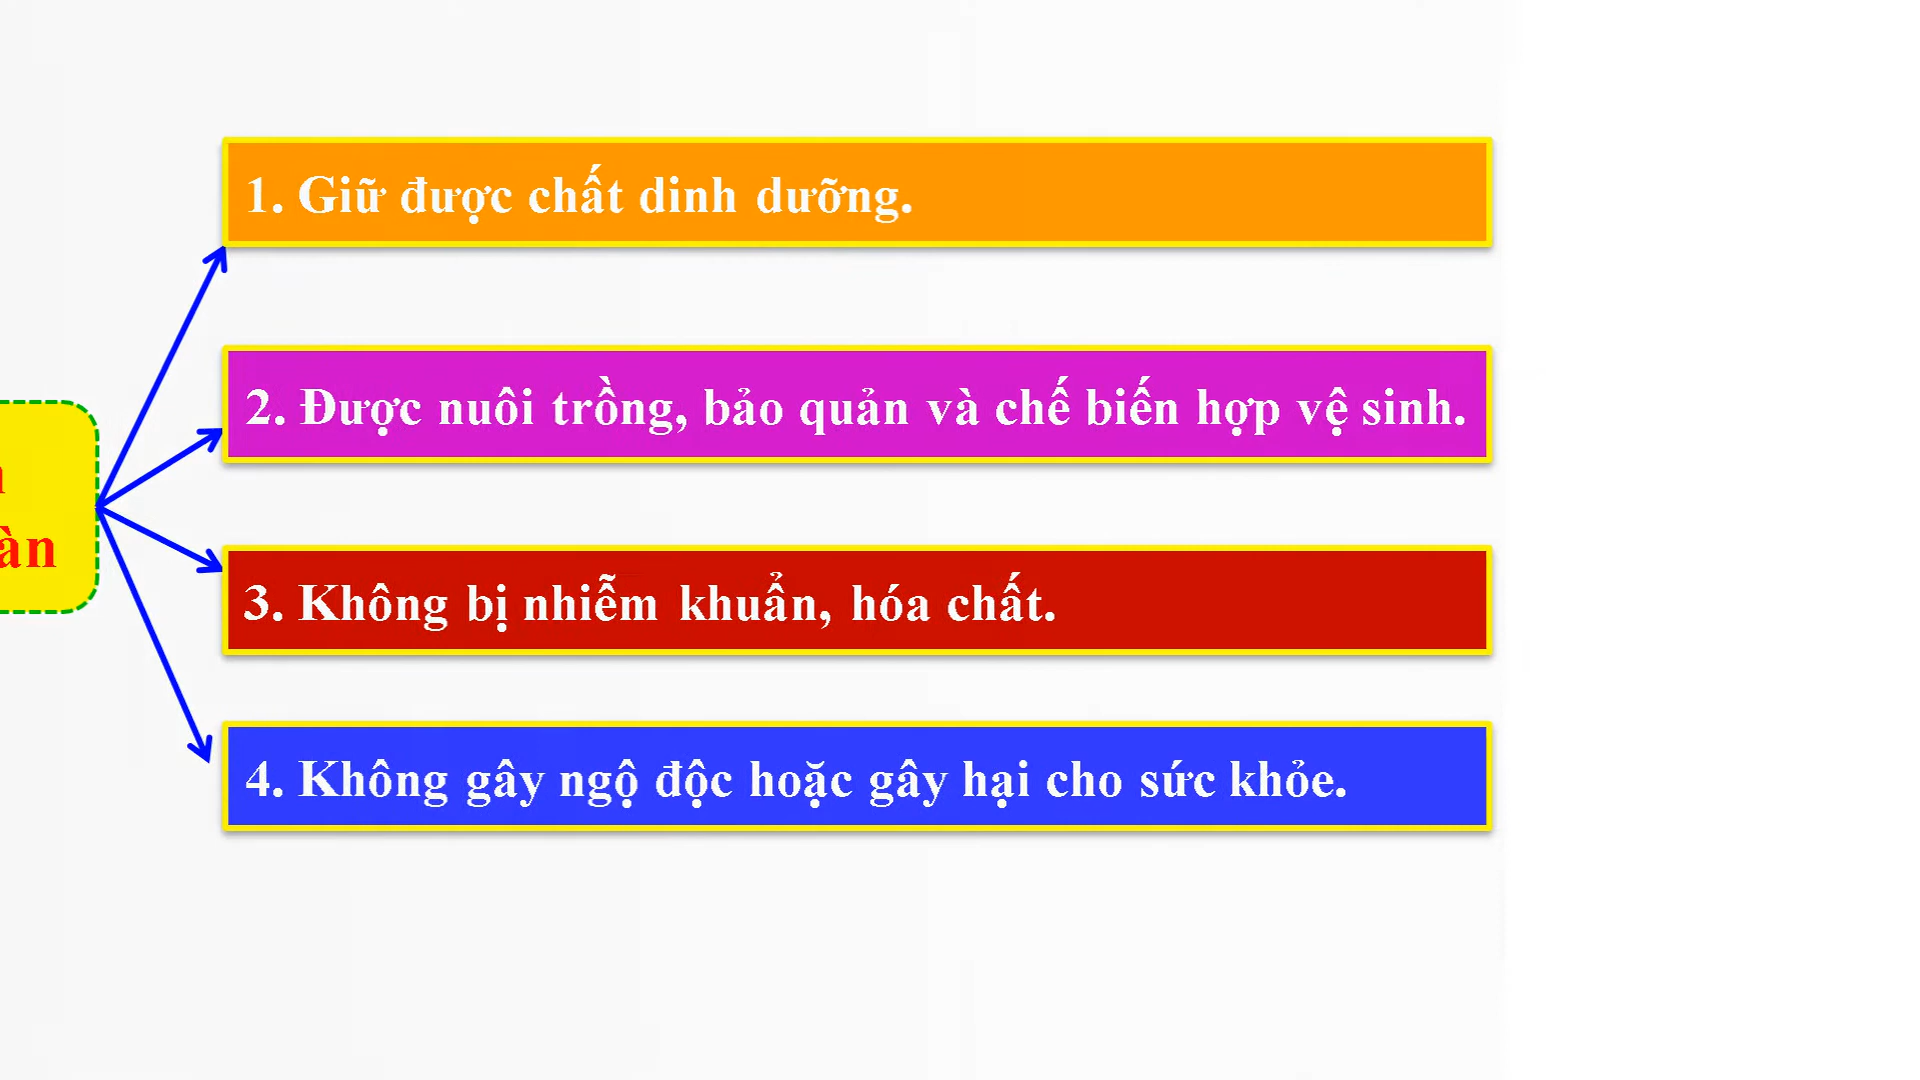 1. Giữ được chất dinh dưỡng.
2. Được nuôi trồng, bảo quản và chế biến hợp vệ sinh.
3. Không bị nhiễm khuẩn, hóa chất.
4. Không gây ngộ độc hoặc gây hại cho sức khỏe.